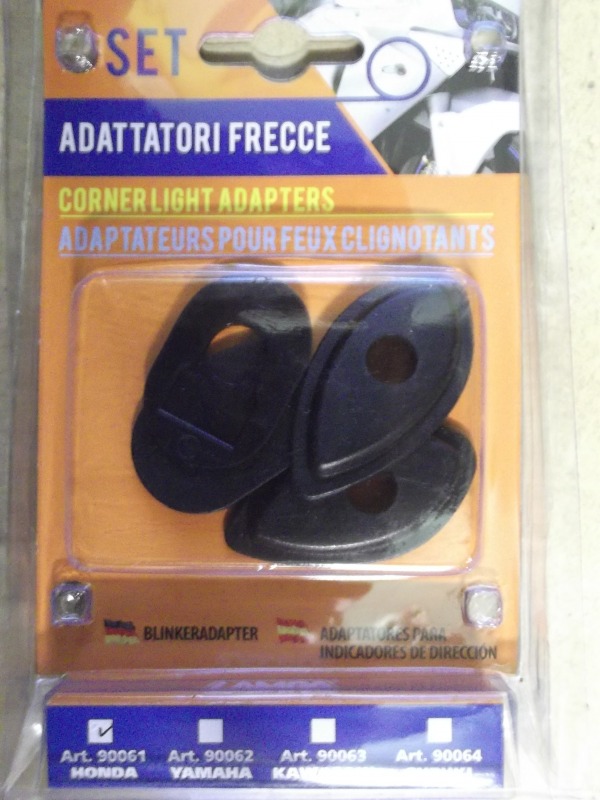 SET
ADATTATORI FRECCE
CORNER LIGHT ADAPTERS
ADAPTATEURS POUR FEUX CLIGNOTANTS
BLINKERADAPTER
ADAPTATORES PARA
INDICADORES DE DIRECCIÓN
Art. 90061 Art. 90062 Art. 90063 Art. 90064
HONDA YAMAHA